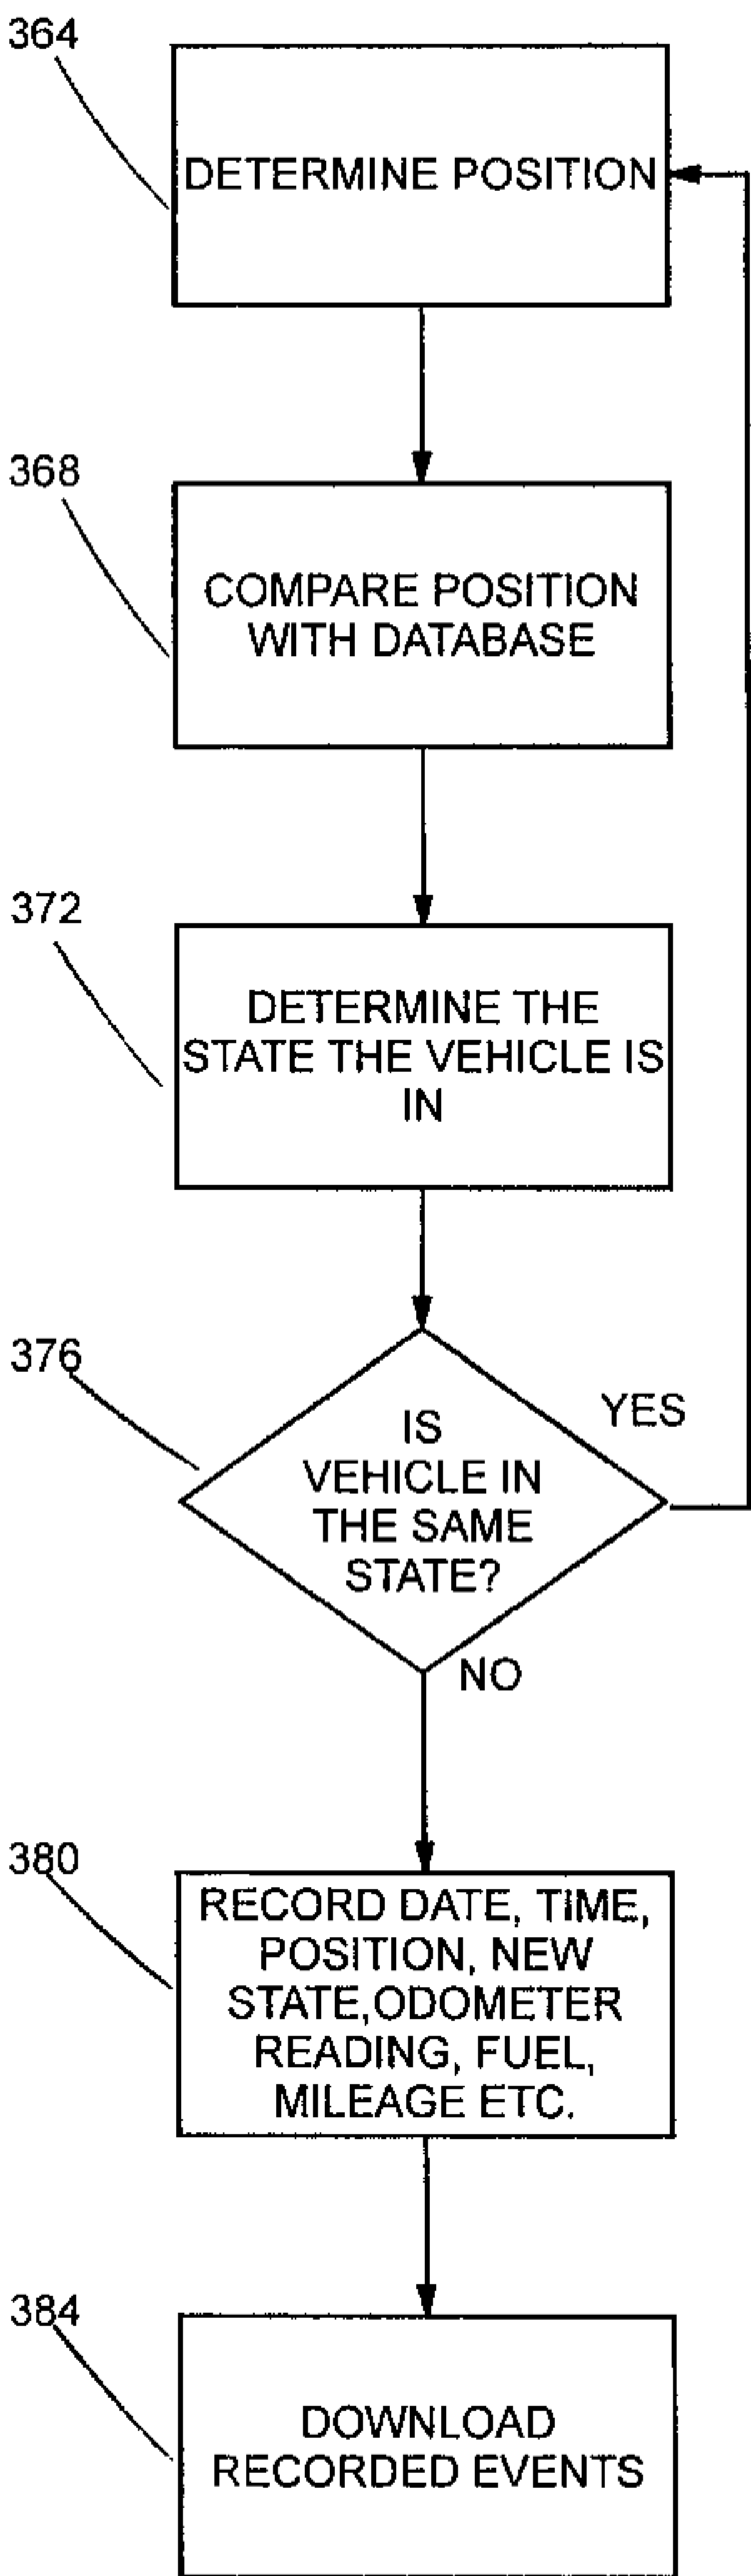 364
DETERMINE POSITION
368
COMPARE POSITION
WITH DATABASE
372
DETERMINE THE
STATE THE VEHICLE IS
IN
376
IS
VEHICLE IN
THE SAME
STATE?
YES
NO
380
RECORD DATE, TIME,
POSITION, NEW
STATE,ODOMETER
READING, FUEL,
MILEAGE ETC.
384
DOWNLOAD
RECORDED EVENTS